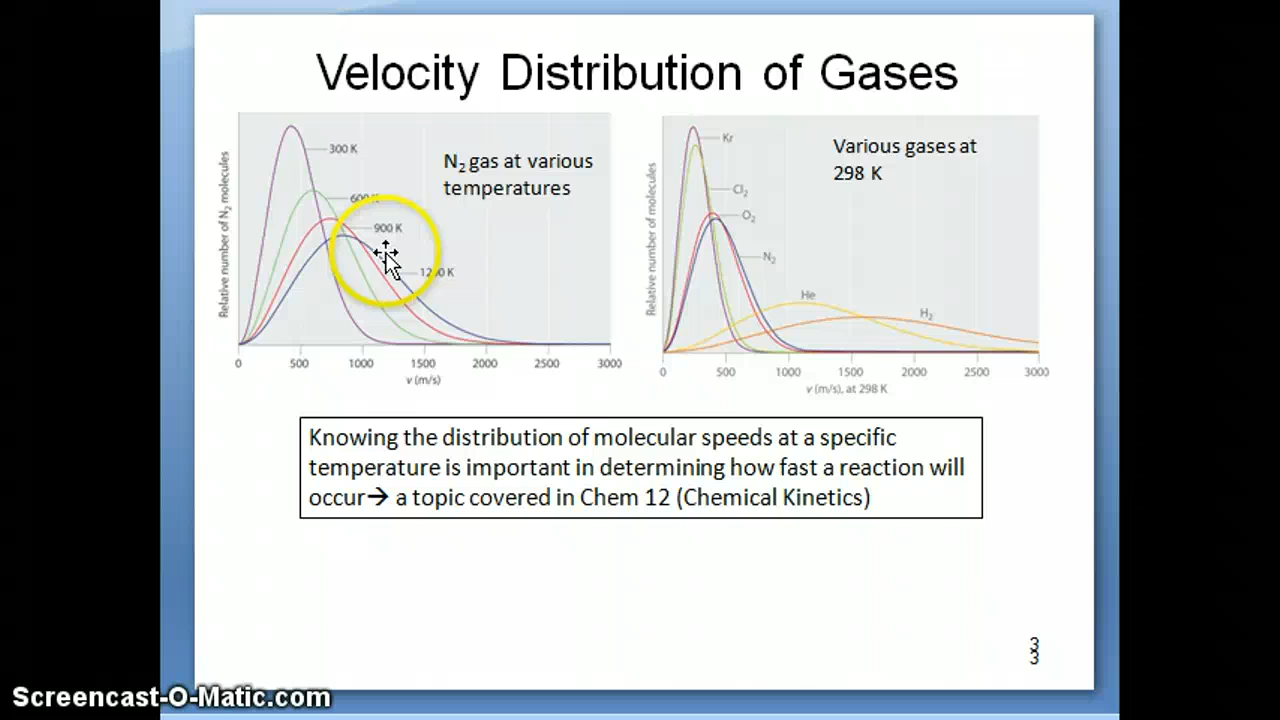 Velocity Distribution of Gases
Relative number of N2 molecules
300 K
600 K
900 K
1200 K
N2 gas at various
temperatures
0 500 1000 1500 2000 2500 3000
v (m/s)
Relative number of molecules
Kr
Cl2
O2
N2
He
H2
Various gases at
298 K
0 500 1000 1500 2000 2500 3000
v (m/s), at 298 K
Knowing the distribution of molecular speeds at a specific
temperature is important in determining how fast a reaction will
occur→ a topic covered in Chem 12 (Chemical Kinetics)
3
3
Screencast-O-Matic.com